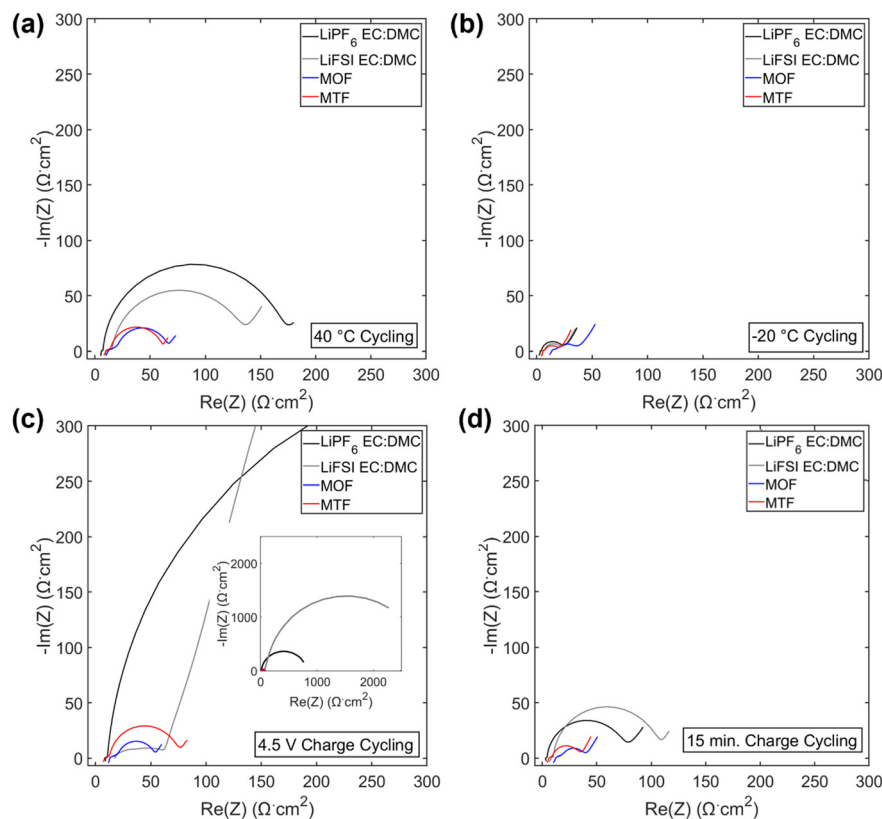 (a)
300
250
200
150
100
50
0
-Im(Z) (Ω·cm²)
LiPF₆ EC:DMC
LiFSI EC:DMC
MOF
MTF
40 °C Cycling
0 50 100 150 200 250 300
Re(Z) (Ω·cm²)
(b)
300
250
200
150
100
50
0
-Im(Z) (Ω·cm²)
LiPF₆ EC:DMC
LiFSI EC:DMC
MOF
MTF
-20 °C Cycling
0 50 100 150 200 250 300
Re(Z) (Ω·cm²)
(c)
300
250
200
150
100
50
0
-Im(Z) (Ω·cm²)
LiPF₆ EC:DMC
LiFSI EC:DMC
MOF
MTF
2000
1000
0
-Im(Z) (Ω·cm²)
0 1000 2000
Re(Z) (Ω·cm²)
4.5 V Charge Cycling
0 50 100 150 200 250 300
Re(Z) (Ω·cm²)
(d)
300
250
200
150
100
50
0
-Im(Z) (Ω·cm²)
LiPF₆ EC:DMC
LiFSI EC:DMC
MOF
MTF
15 min. Charge Cycling
0 50 100 150 200 250 300
Re(Z) (Ω·cm²)